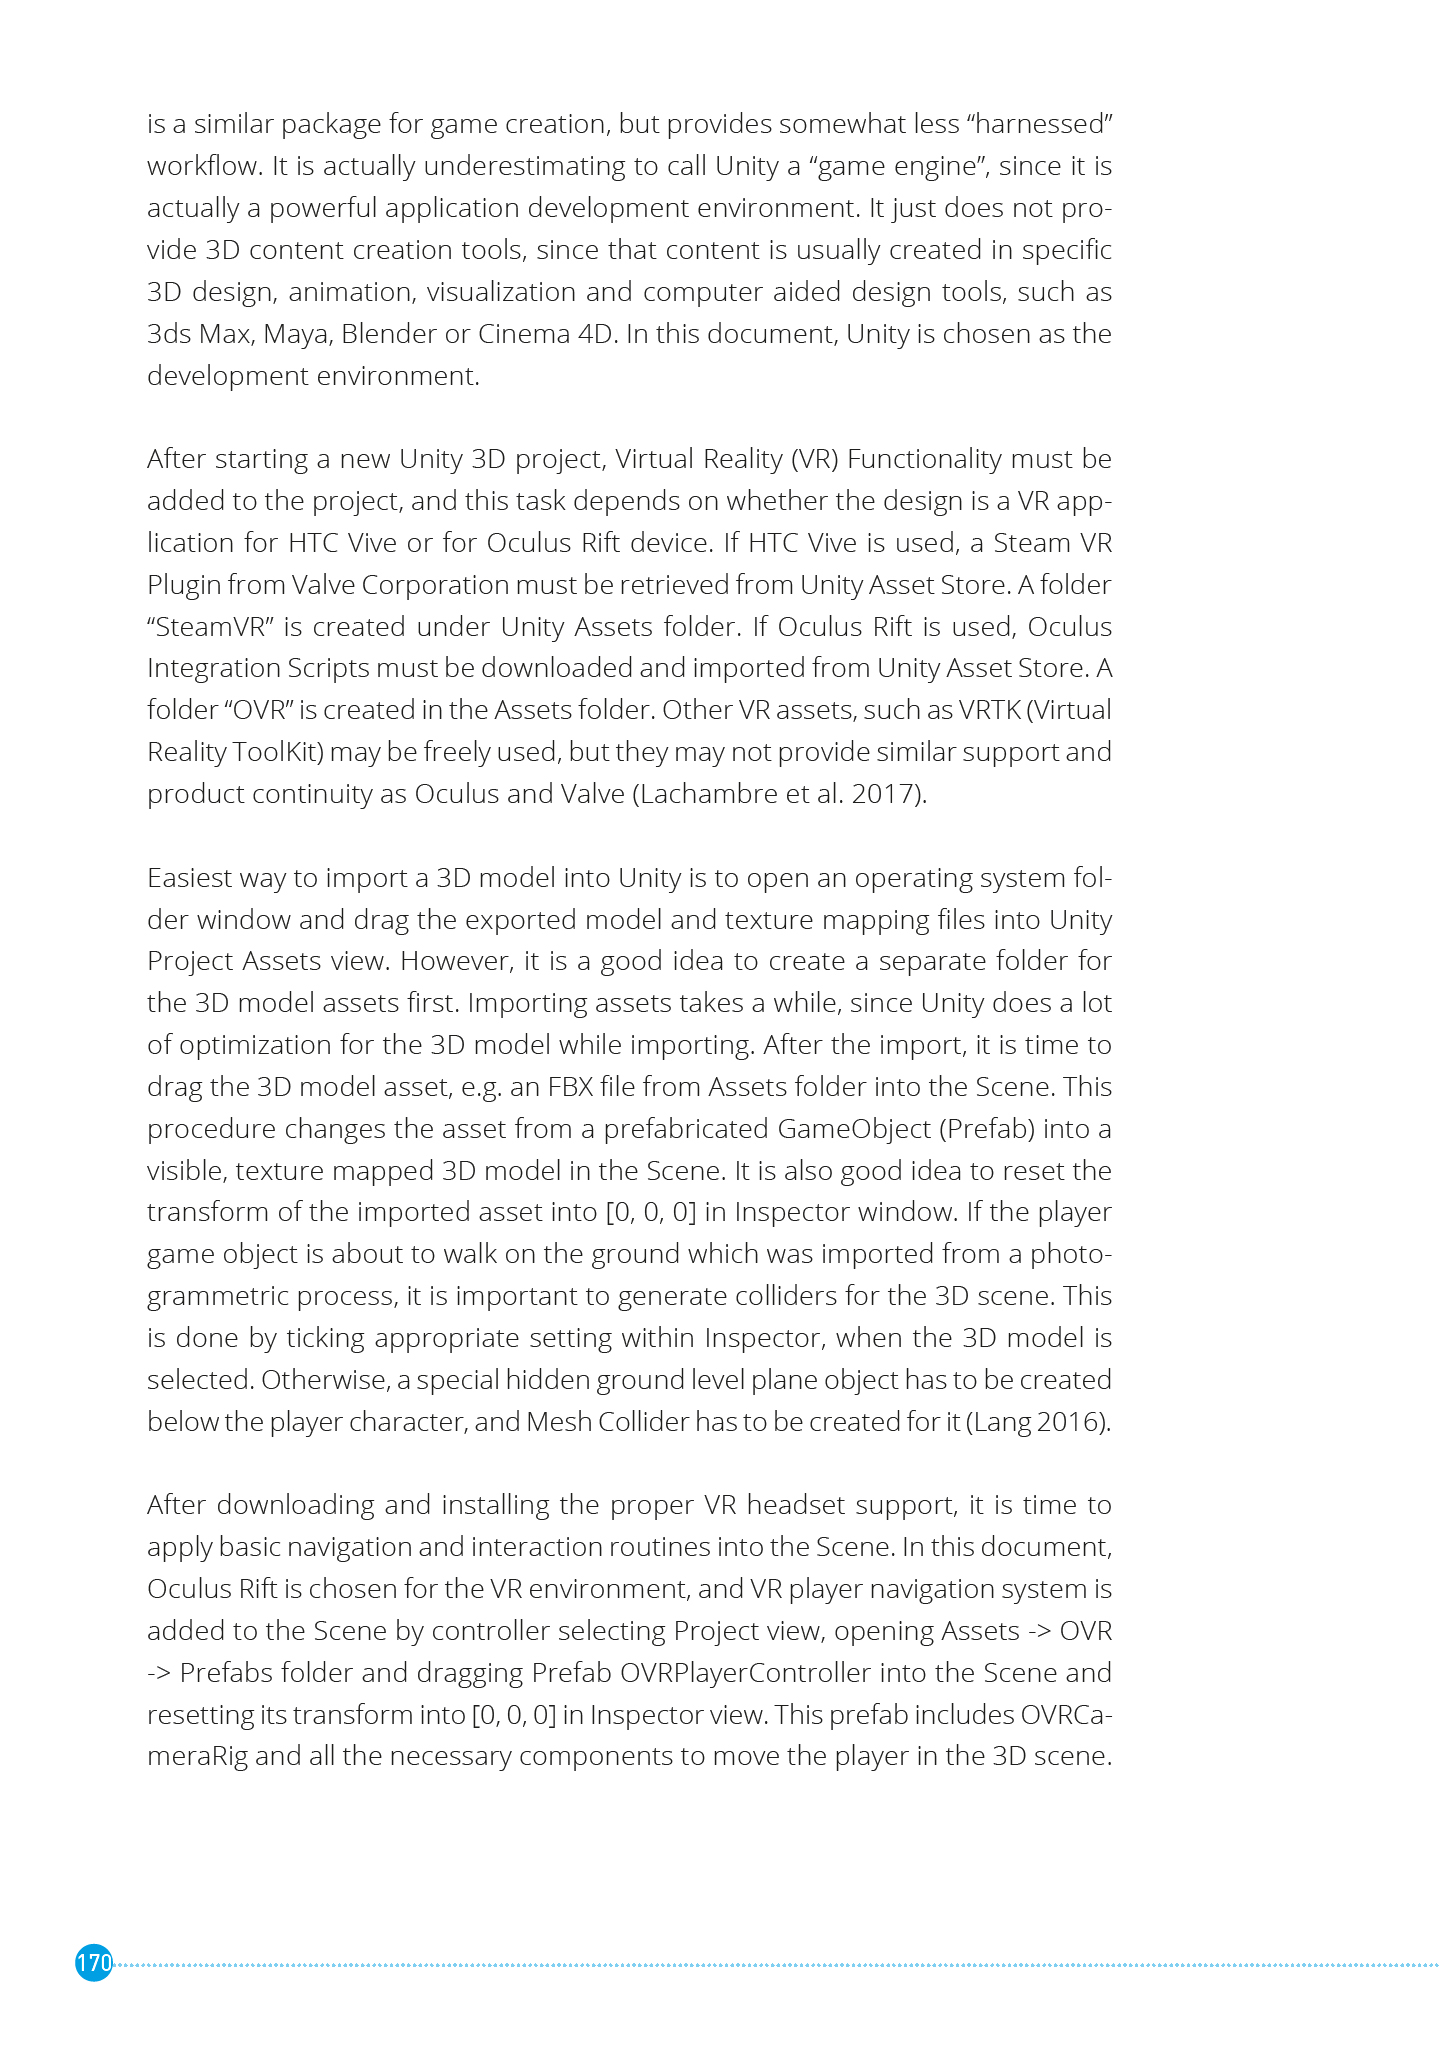 is a similar package for game creation, but provides somewhat less “harnessed”
workflow. It is actually underestimating to call Unity a “game engine”, since it is
actually a powerful application development environment. It just does not pro-
vide 3D content creation tools, since that content is usually created in specific
3D design, animation, visualization and computer aided design tools, such as
3ds Max, Maya, Blender or Cinema 4D. In this document, Unity is chosen as the
development environment.

After starting a new Unity 3D project, Virtual Reality (VR) Functionality must be
added to the project, and this task depends on whether the design is a VR app-
lication for HTC Vive or for Oculus Rift device. If HTC Vive is used, a Steam VR
Plugin from Valve Corporation must be retrieved from Unity Asset Store. A folder
“SteamVR” is created under Unity Assets folder. If Oculus Rift is used, Oculus
Integration Scripts must be downloaded and imported from Unity Asset Store. A
folder “OVR” is created in the Assets folder. Other VR assets, such as VRTK (Virtual
Reality ToolKit) may be freely used, but they may not provide similar support and
product continuity as Oculus and Valve (Lachambre et al. 2017).

Easiest way to import a 3D model into Unity is to open an operating system fol-
der window and drag the exported model and texture mapping files into Unity
Project Assets view. However, it is a good idea to create a separate folder for
the 3D model assets first. Importing assets takes a while, since Unity does a lot
of optimization for the 3D model while importing. After the import, it is time to
drag the 3D model asset, e.g. an FBX file from Assets folder into the Scene. This
procedure changes the asset from a prefabricated GameObject (Prefab) into a
visible, texture mapped 3D model in the Scene. It is also good idea to reset the
transform of the imported asset into [0, 0, 0] in Inspector window. If the player
game object is about to walk on the ground which was imported from a photo-
grammetric process, it is important to generate colliders for the 3D scene. This
is done by ticking appropriate setting within Inspector, when the 3D model is
selected. Otherwise, a special hidden ground level plane object has to be created
below the player character, and Mesh Collider has to be created for it (Lang 2016).

After downloading and installing the proper VR headset support, it is time to
apply basic navigation and interaction routines into the Scene. In this document,
Oculus Rift is chosen for the VR environment, and VR player navigation system is
added to the Scene by controller selecting Project view, opening Assets -> OVR
-> Prefabs folder and dragging Prefab OVRPlayerController into the Scene and
resetting its transform into [0, 0, 0] in Inspector view. This prefab includes OVRCa-
meraRig and all the necessary components to move the player in the 3D scene.

170